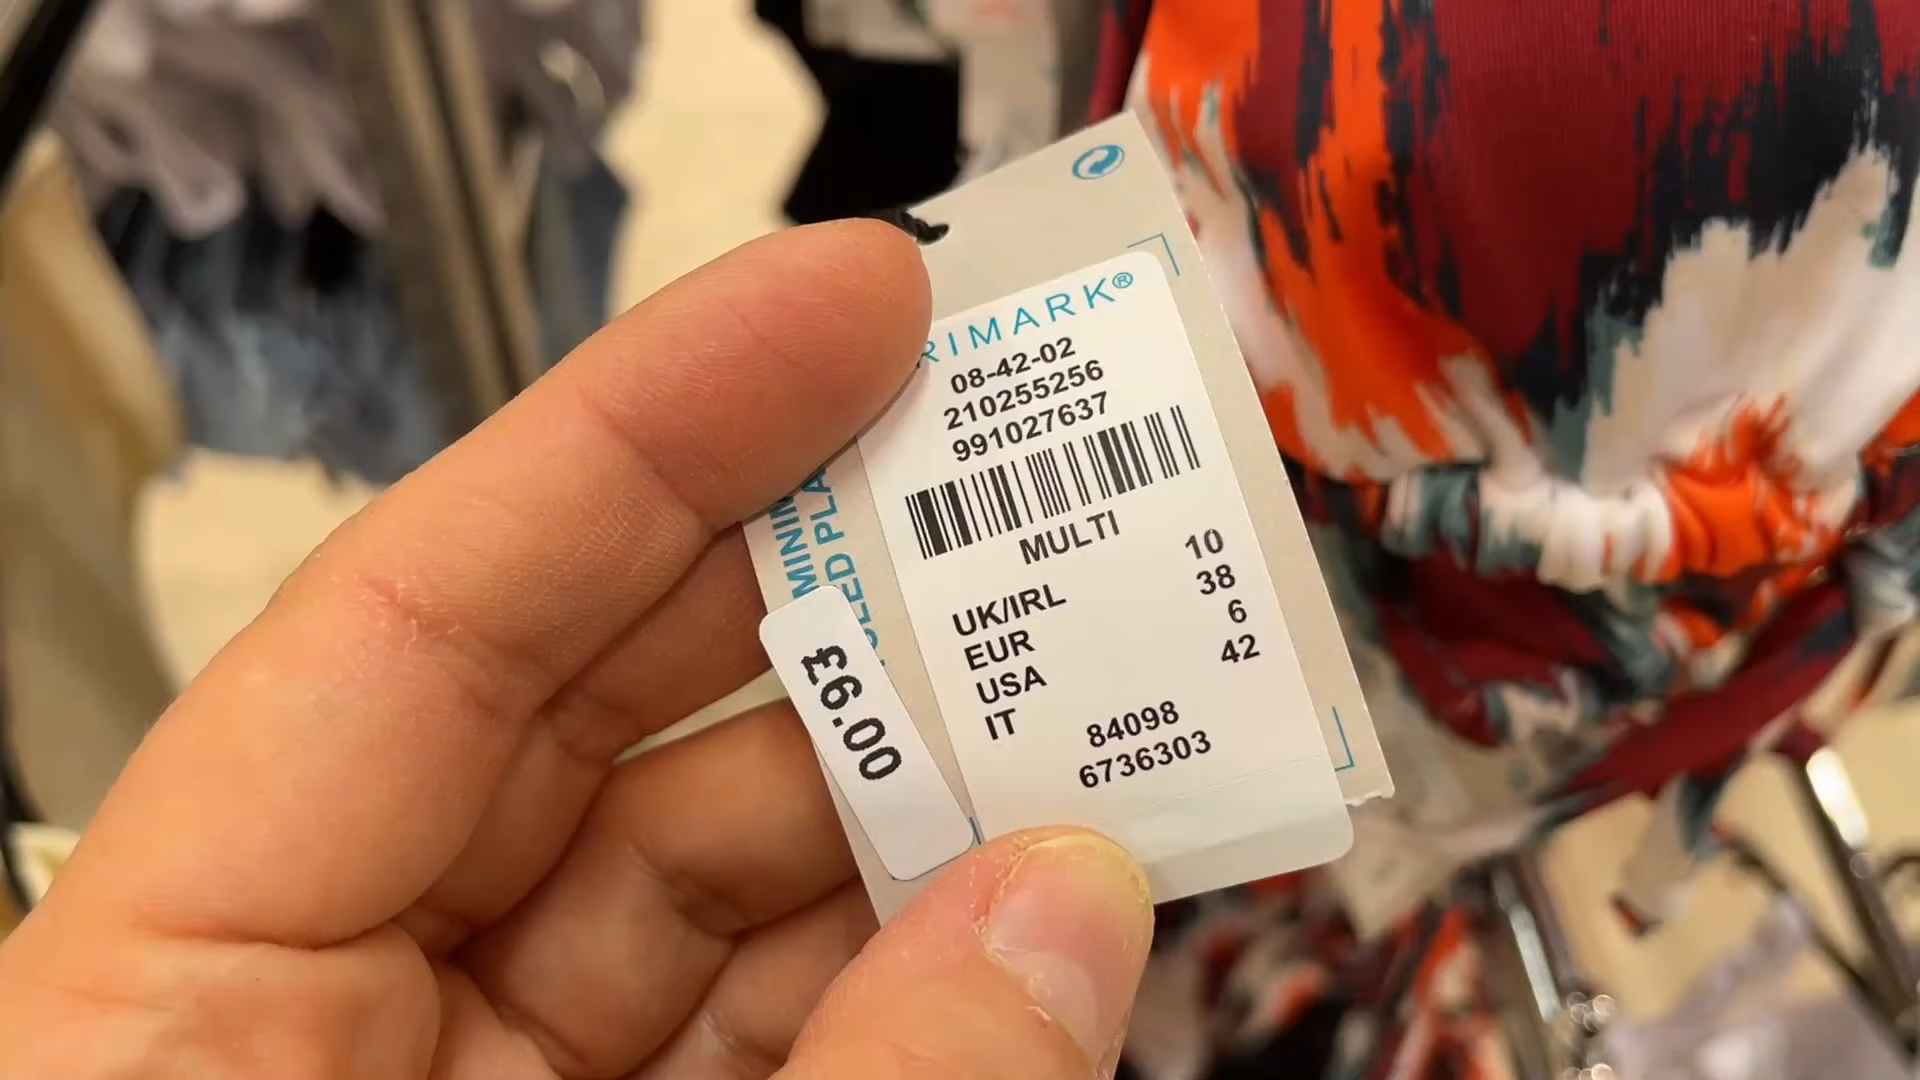 RIMARK®
08-42-02
210255256
991027637
MULTI
UK/IRL 10
EUR 38
USA 6
IT 42
84098
6736303
£6.00